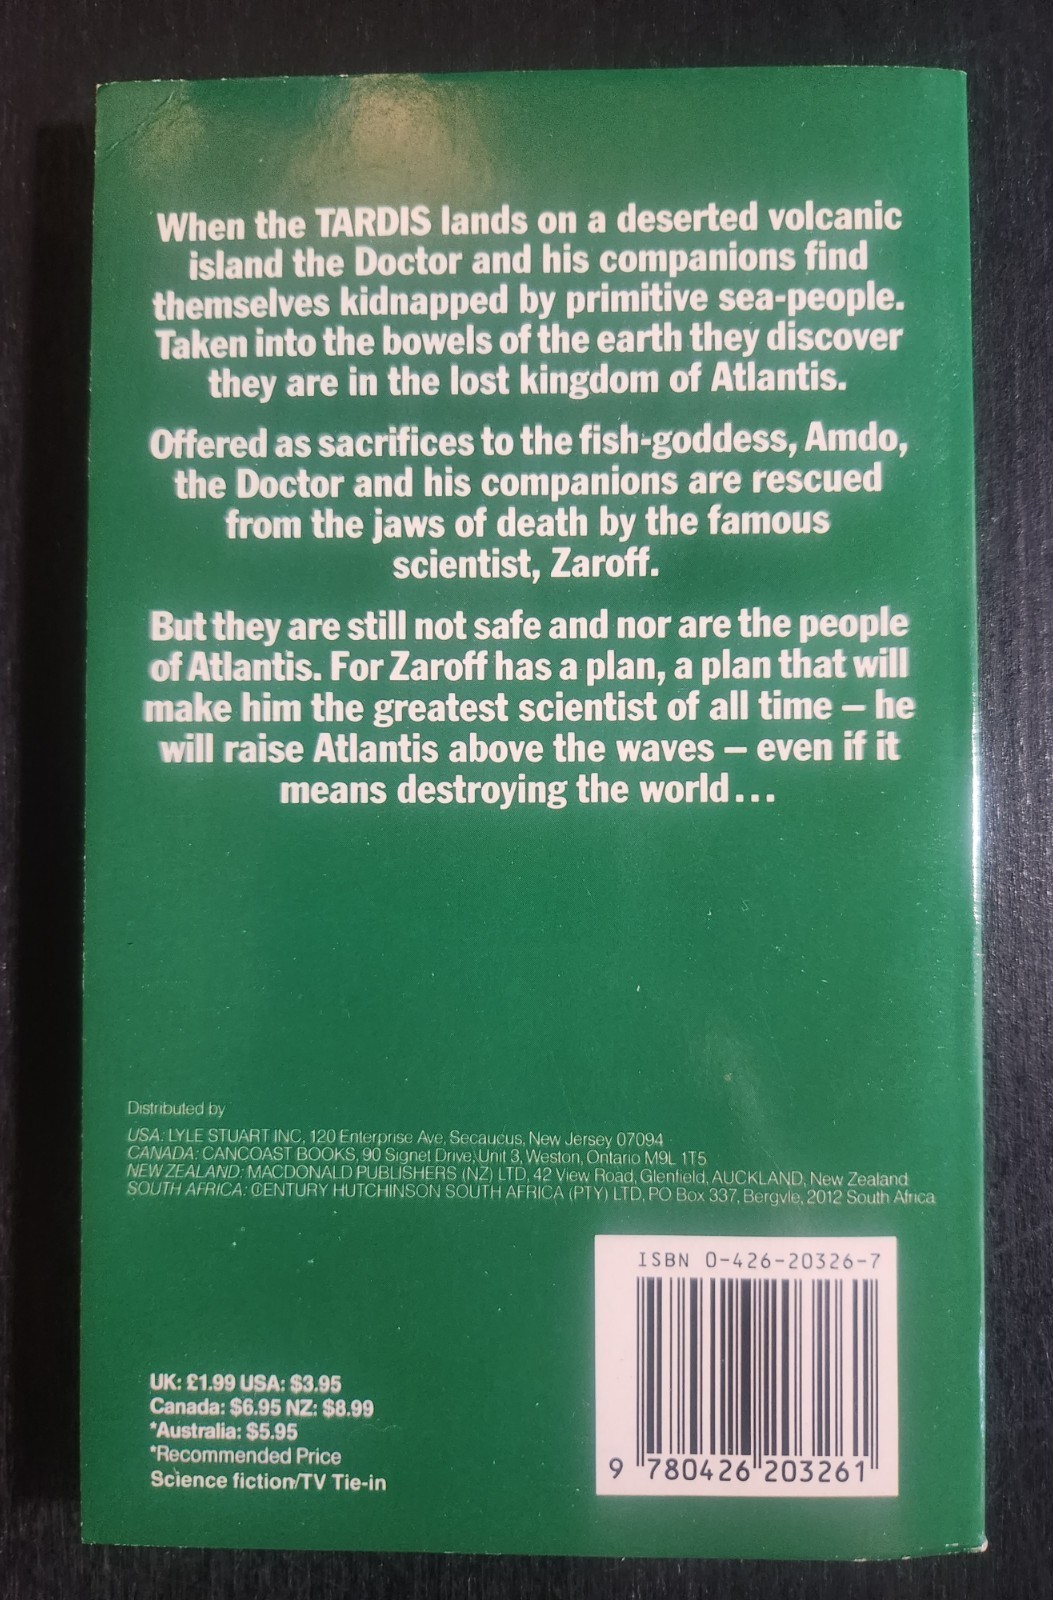 When the TARDIS lands on a deserted volcanic
island the Doctor and his companions find
themselves kidnapped by primitive sea-people.
Taken into the bowels of the earth they discover
they are in the lost kingdom of Atlantis.
Offered as sacrifices to the fish-goddess, Amdo,
the Doctor and his companions are rescued
from the jaws of death by the famous
scientist, Zaroff.
But they are still not safe and nor are the people
of Atlantis. For Zaroff has a plan, a plan that will
make him the greatest scientist of all time – he
will raise Atlantis above the waves – even if it
means destroying the world...
Distributed by
USA: LYLE STUART INC, 120 Enterprise Ave, Secaucus, New Jersey 07094
CANADA: CANCOAST BOOKS, 90 Signet Drive, Unit 3, Weston, Ontario M9L 1T5
NEW ZEALAND: MACDONALD PUBLISHERS (NZ) LTD, 42 View Road, Glenfield, AUCKLAND, New Zealand
SOUTH AFRICA: CENTURY HUTCHINSON SOUTH AFRICA (PTY) LTD, PO Box 337, Bergvle, 2012 South Africa
ISBN 0-426-20326-7
9 780426 203261
UK: £1.99 USA: $3.95
Canada: $6.95 NZ: $8.99
*Australia: $5.95
*Recommended Price
Science fiction/TV Tie-in